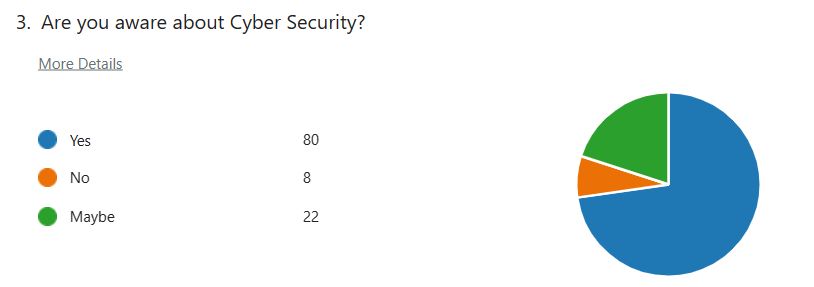 3. Are you aware about Cyber Security?
More Details
Yes 80
No 8
Maybe 22